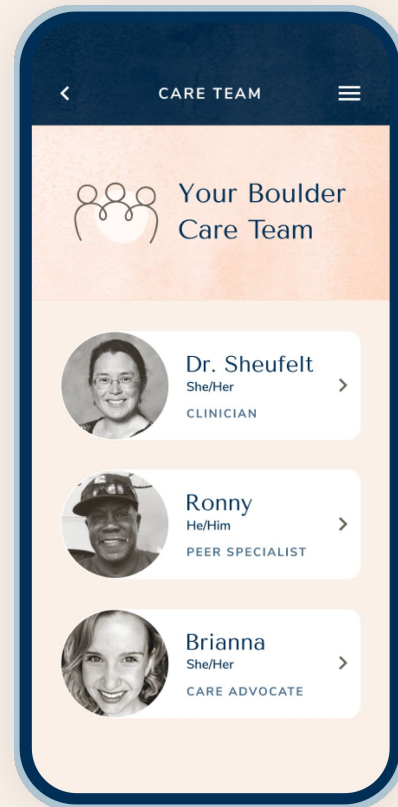 CARE TEAM
Your Boulder
Care Team
Dr. Sheufelt
She/Her
CLINICIAN
Ronny
He/Him
PEER SPECIALIST
Brianna
She/Her
CARE ADVOCATE